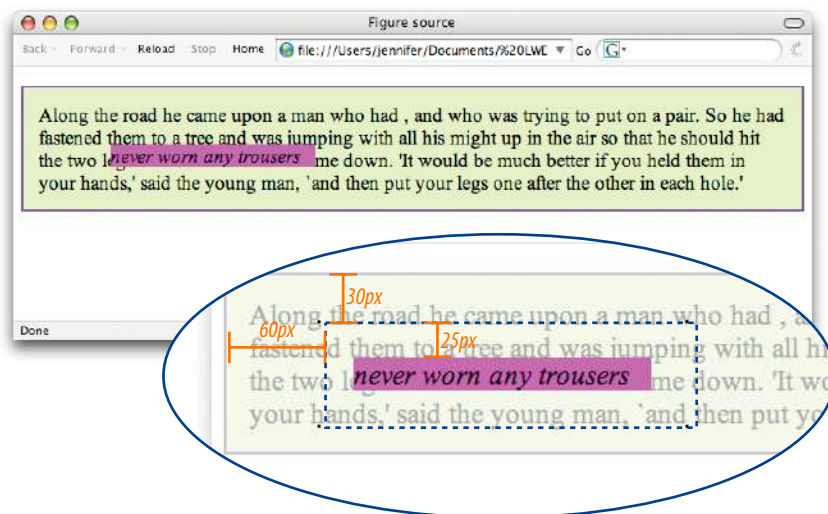 Figure source
Back Forward Reload Stop Home file:///Users/jennifer/Documents/%20LWE Go G
Along the road he came upon a man who had , and who was trying to put on a pair. So he had
fastened them to a tree and was jumping with all his might up in the air so that he should hit
the two le never worn any trousers me down. 'It would be much better if you held them in
your hands,' said the young man, `and then put your legs one after the other in each hole.'
Done
30px
Along the road he came upon a man who had , a
60px
25px
fastened them to a tree and was jumping with all hi
the two l never worn any trousers me down. 'It wo
your hands,' said the young man, `and then put yo